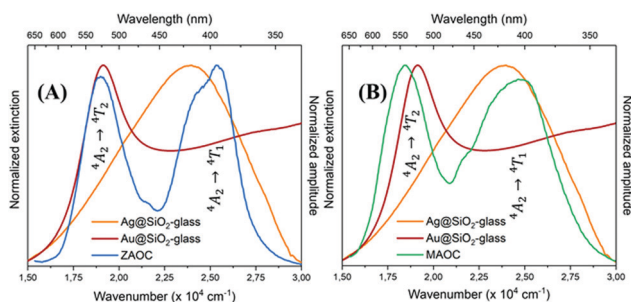 Wavelength (nm)
650 600 550 500 450 400 350
Normalized extinction
(A)
⁴A₂ → ⁴T₂
⁴A₂ → ⁴T₁
Ag@SiO₂-glass
Au@SiO₂-glass
ZAOC
Normalized amplitude
1,50 1,75 2,00 2,25 2,50 2,75 3,00
Wavenumber (x 10⁴ cm⁻¹)
Wavelength (nm)
650 600 550 500 450 400 350
Normalized extinction
(B)
⁴A₂ → ⁴T₂
⁴A₂ → ⁴T₁
Ag@SiO₂-glass
Au@SiO₂-glass
MAOC
Normalized amplitude
1,50 1,75 2,00 2,25 2,50 2,75 3,00
Wavenumber (x 10⁴ cm⁻¹)